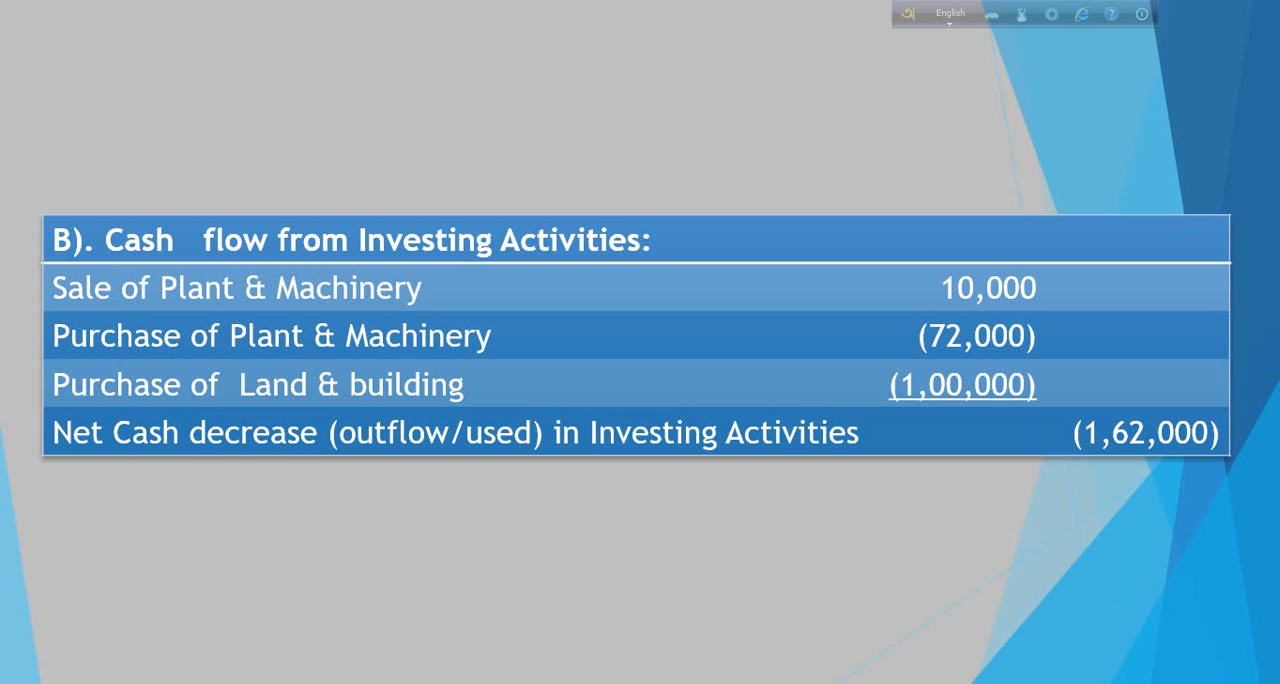 অ English
B). Cash flow from Investing Activities:
Sale of Plant & Machinery 10,000
Purchase of Plant & Machinery (72,000)
Purchase of Land & building (1,00,000)
Net Cash decrease (outflow/used) in Investing Activities (1,62,000)